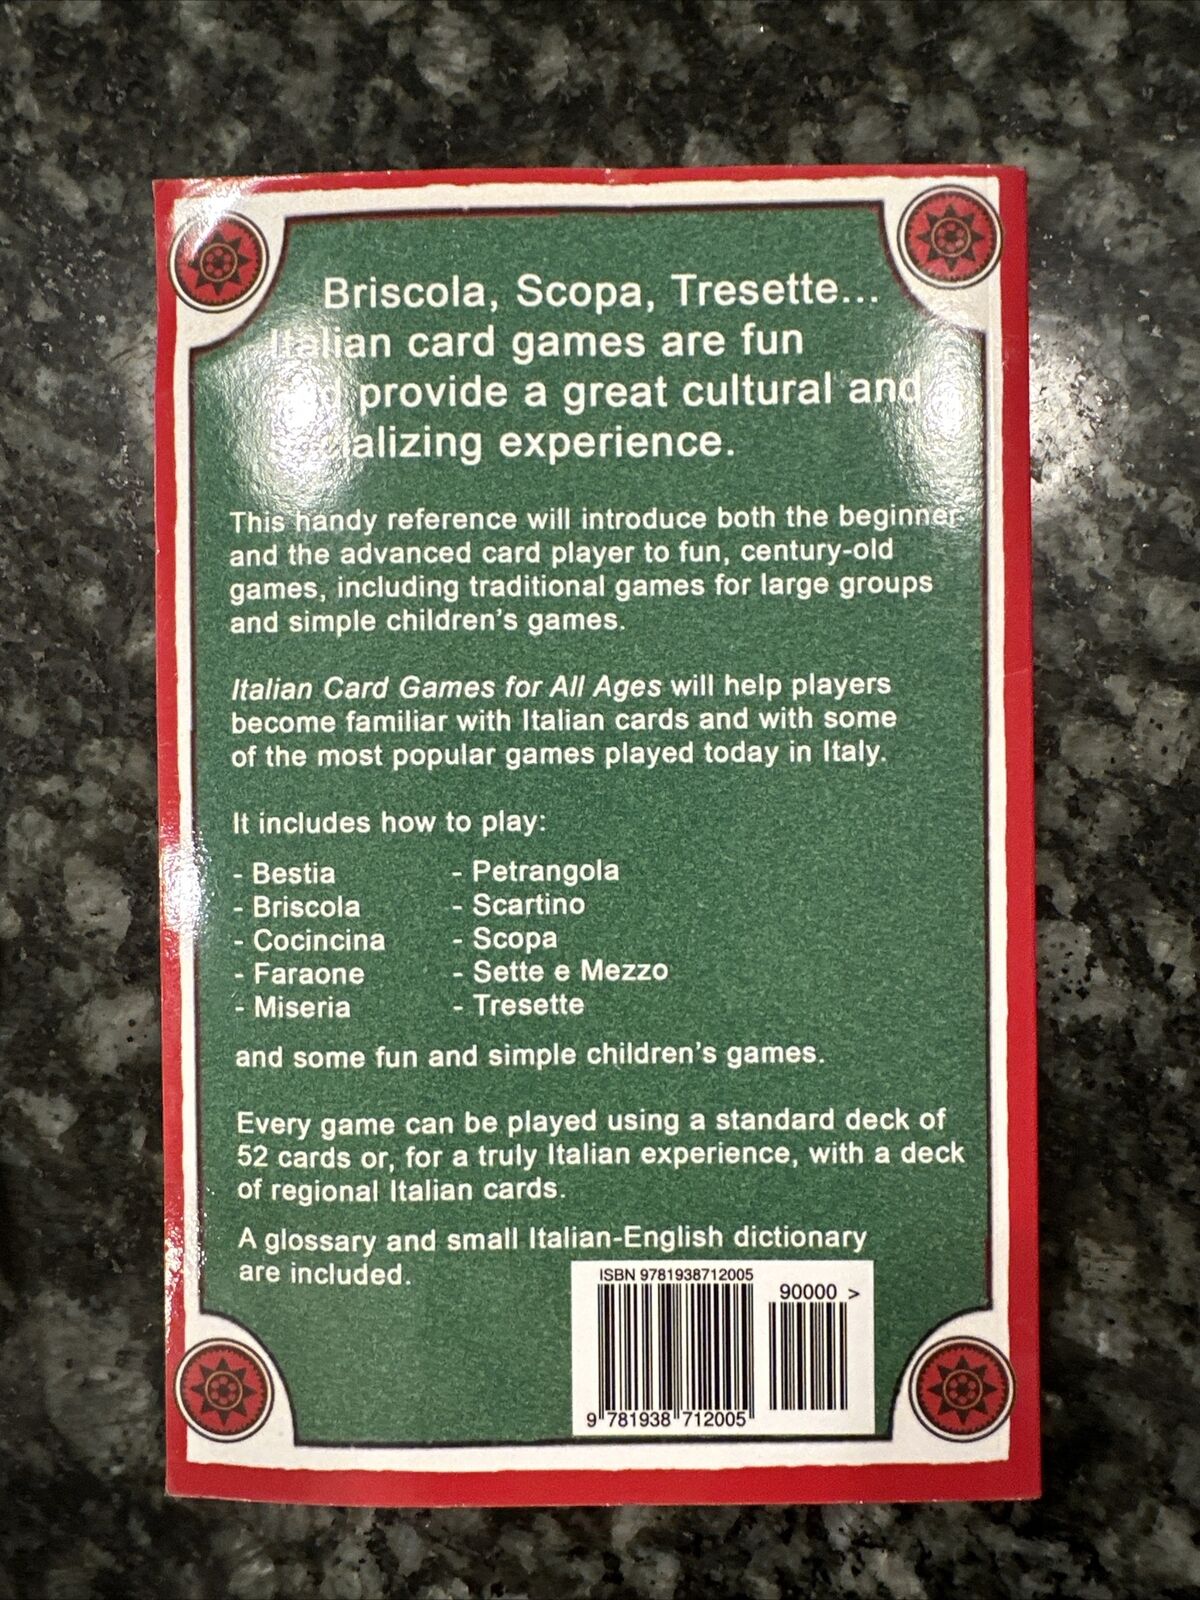 Briscola, Scopa, Tresette...
Italian card games are fun
provide a great cultural and
experience.
This handy reference will introduce both the beginner
and the advanced card player to fun, century-old
games, including traditional games for large groups
and simple children's games.
Italian Card Games for All Ages will help players
become familiar with Italian cards and with some
of the most popular games played today in Italy.
It includes how to play:
- Bestia
- Briscola
- Cocincina
- Faraone
- Miseria
- Petrangola
- Scartino
- Scopa
- Sette e Mezzo
- Tresette
and some fun and simple children's games.
Every game can be played using a standard deck of
52 cards or, for a truly Italian experience, with a deck
of regional Italian cards.
A glossary and small Italian-English dictionary
are included.
ISBN 9781938712005
90000 >
9 781938 712005